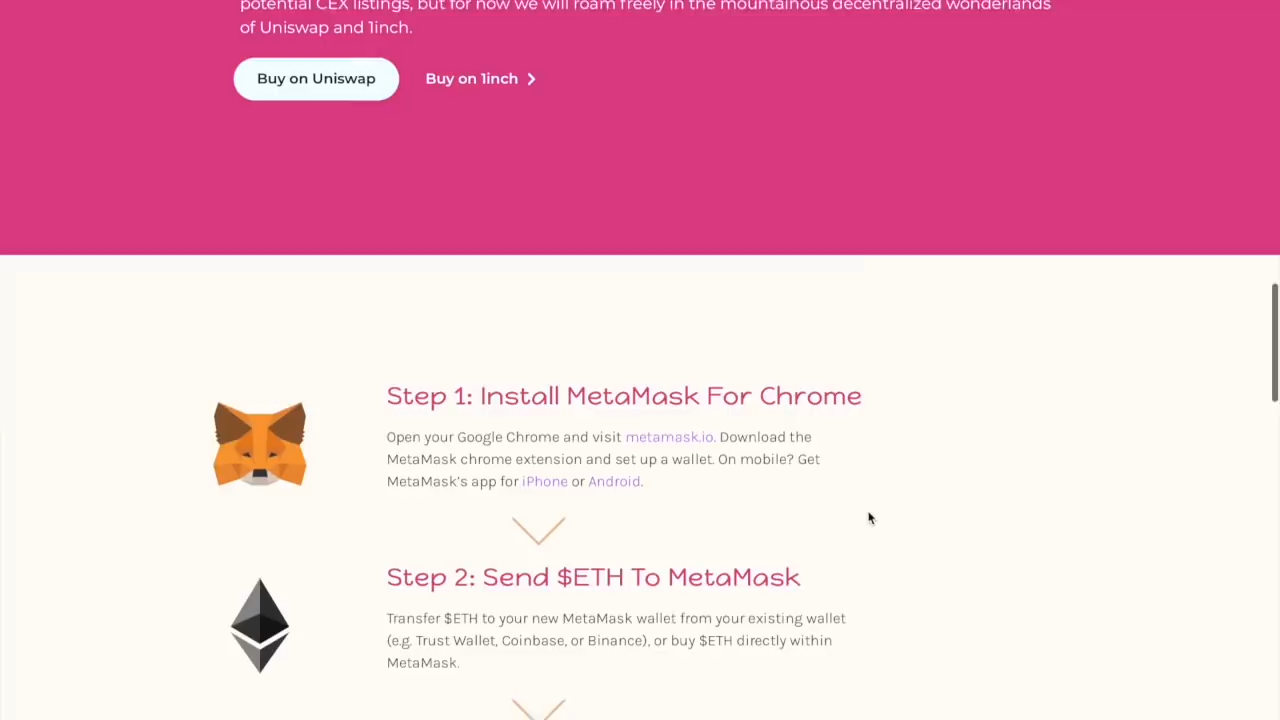 potential CEX listings, but for now we will roam freely in the mountainous decentralized wonderlands
of Uniswap and 1inch.
Buy on Uniswap
Buy on 1inch
Step 1: Install MetaMask For Chrome
Open your Google Chrome and visit metamask.io. Download the
MetaMask chrome extension and set up a wallet. On mobile? Get
MetaMask's app for iPhone or Android.
Step 2: Send $ETH To MetaMask
Transfer $ETH to your new MetaMask wallet from your existing wallet
(e.g. Trust Wallet, Coinbase, or Binance), or buy $ETH directly within
MetaMask.